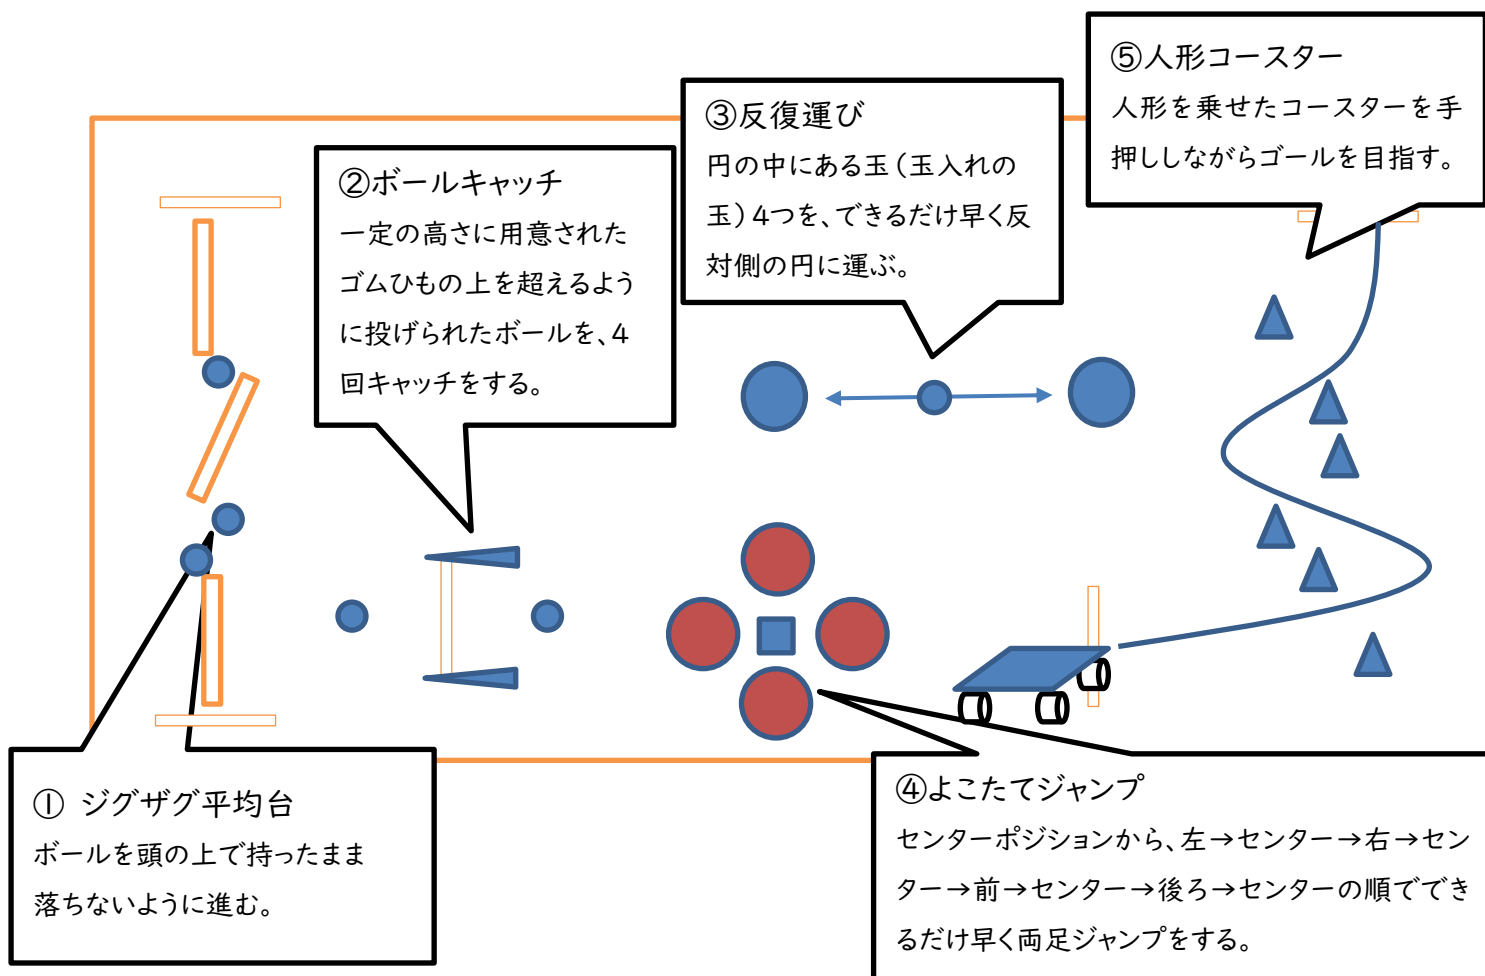 ① ジグザグ平均台
ボールを頭の上で持ったまま
落ちないように進む。
②ボールキャッチ
一定の高さに用意された
ゴムひもの上を超えるよう
に投げられたボールを、4
回キャッチをする。
③反復運び
円の中にある玉(玉入れの
玉)4つを、できるだけ早く反
対側の円に運ぶ。
④よこたてジャンプ
センターポジションから、左→センター→右→セン
ター→前→センター→後ろ→センターの順ででき
るだけ早く両足ジャンプをする。
⑤人形コースター
人形を乗せたコースターを手
押ししながらゴールを目指す。